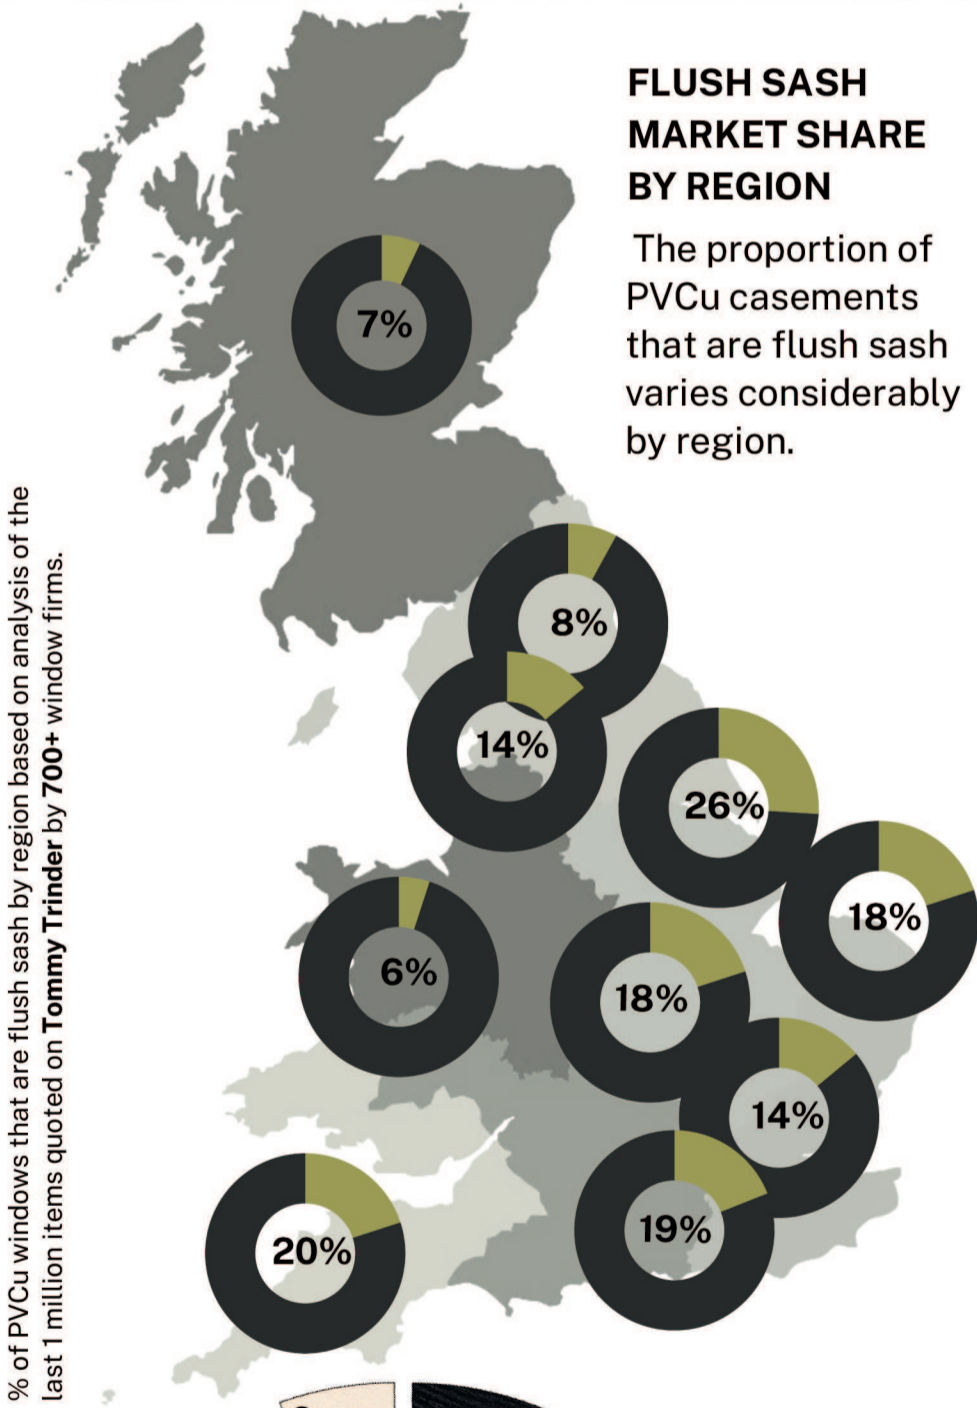 FLUSH SASH
MARKET SHARE
BY REGION
The proportion of
PVCu casements
that are flush sash
varies considerably
by region.
7%
8%
14%
26%
18%
6%
18%
14%
19%
20%
% of PVCu windows that are flush sash by region based on analysis of the
last 1 million items quoted on Tommy Trinder by 700+ window firms.